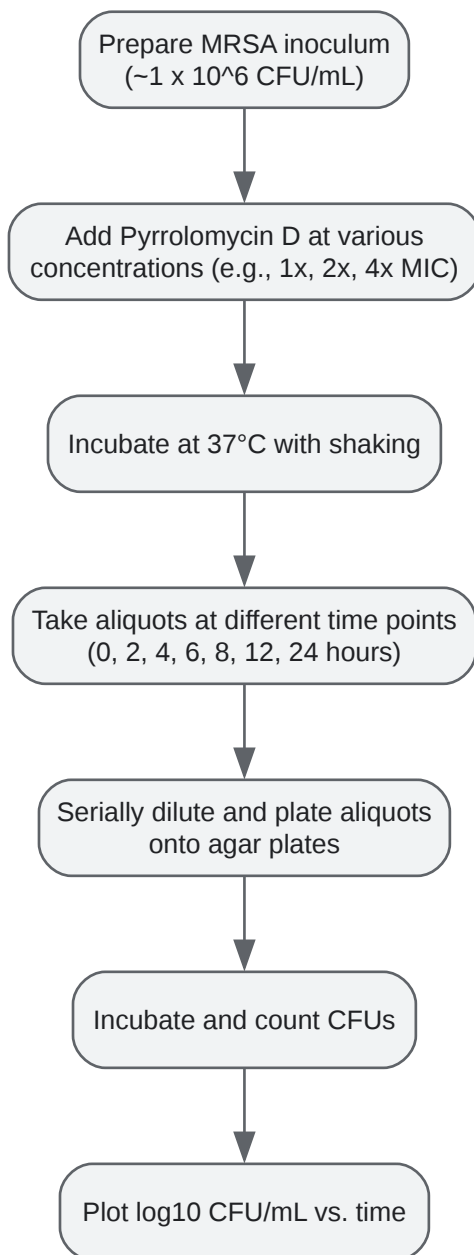 Prepare MRSA inoculum
(~1 x 10^6 CFU/mL)
Add Pyrrolomycin D at various
concentrations (e.g., 1x, 2x, 4x MIC)
Incubate at 37°C with shaking
Take aliquots at different time points
(0, 2, 4, 6, 8, 12, 24 hours)
Serially dilute and plate aliquots
onto agar plates
Incubate and count CFUs
Plot log10 CFU/mL vs. time